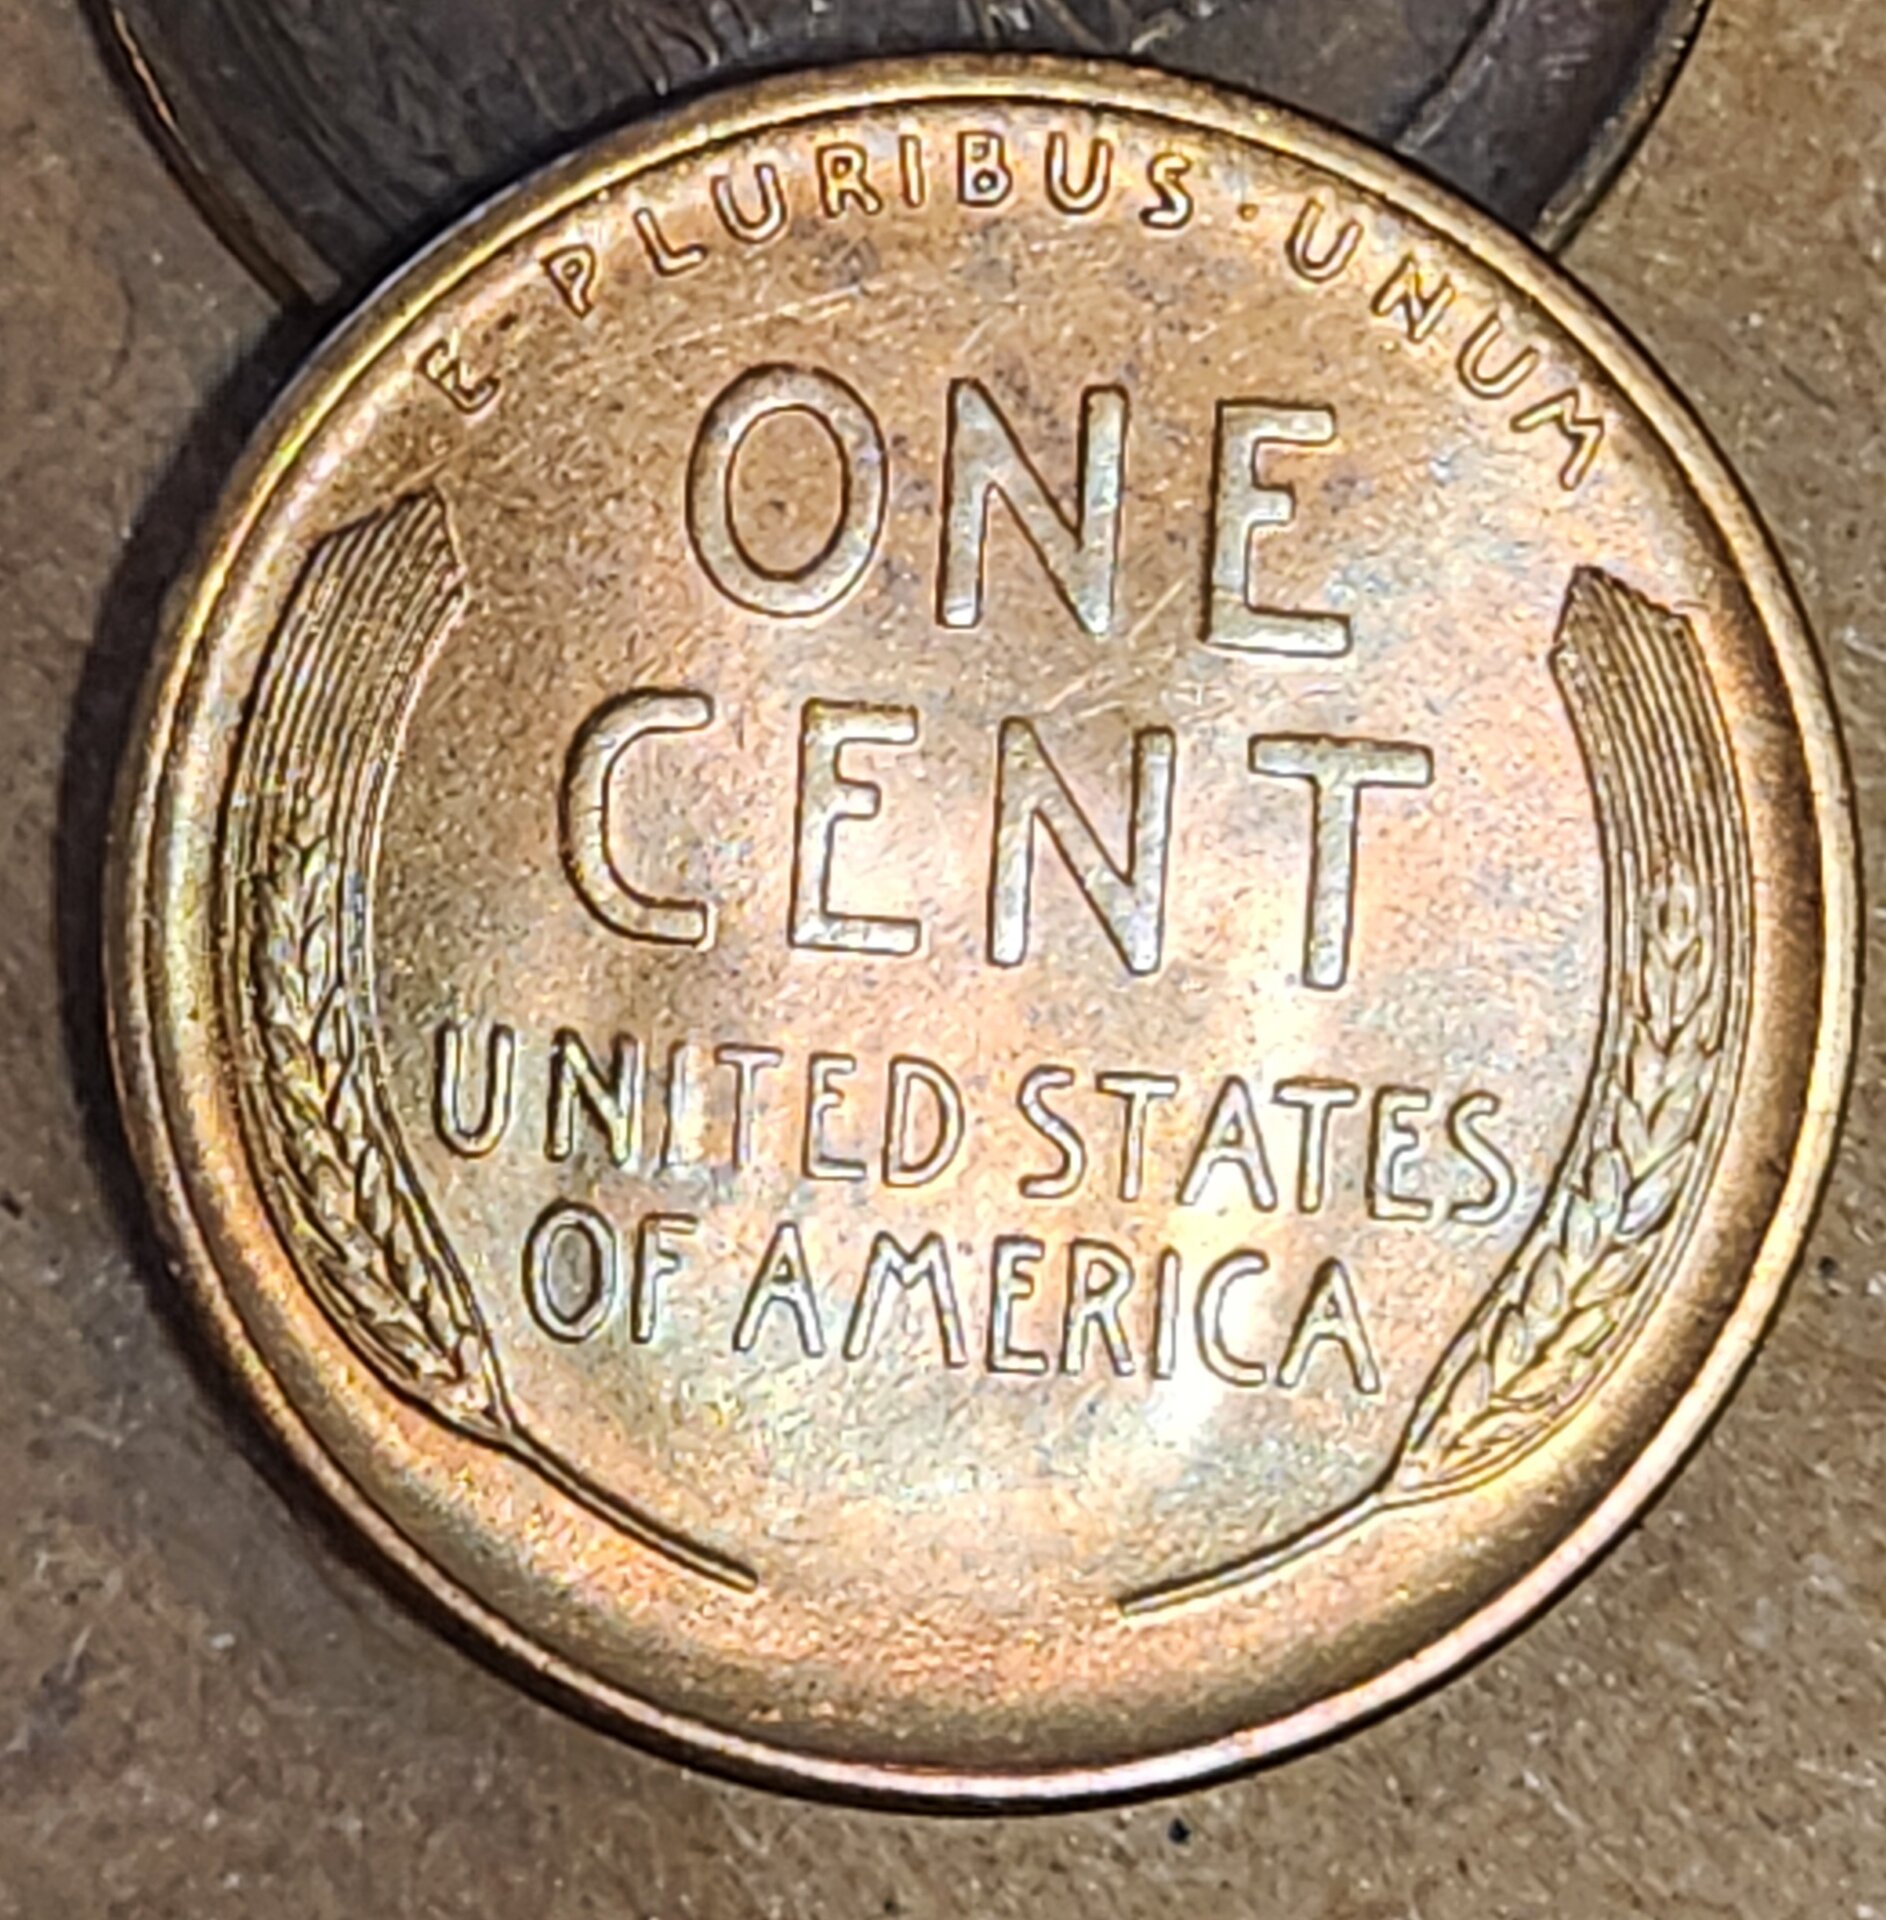 E·PLURIBUS·UNUM
ONE
CENT
UNITED STATES
OF AMERICA